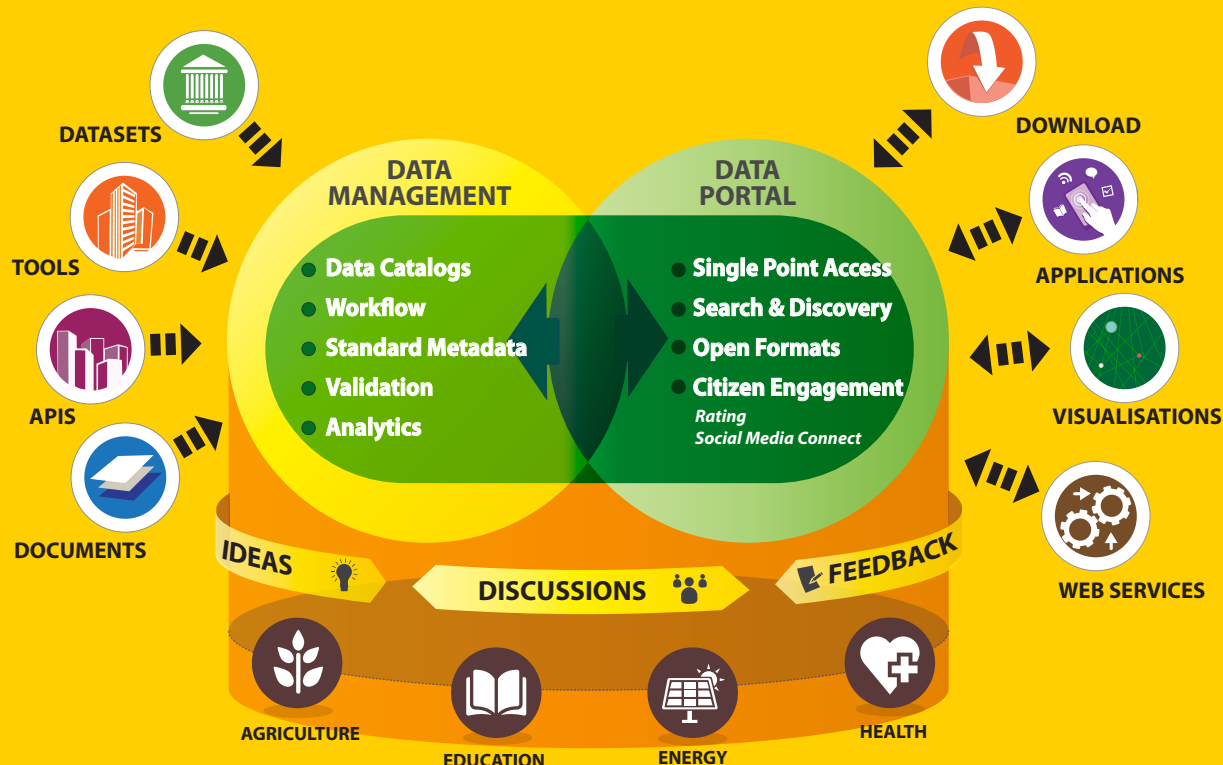 DATASETS
TOOLS
APIS
DOCUMENTS
DATA
MANAGEMENT
Data Catalogs
Workflow
Standard Metadata
Validation
Analytics
DATA
PORTAL
Single Point Access
Search & Discovery
Open Formats
Citizen Engagement
Rating
Social Media Connect
DOWNLOAD
APPLICATIONS
VISUALISATIONS
WEB SERVICES
IDEAS
DISCUSSIONS
FEEDBACK
AGRICULTURE
EDUCATION
ENERGY
HEALTH